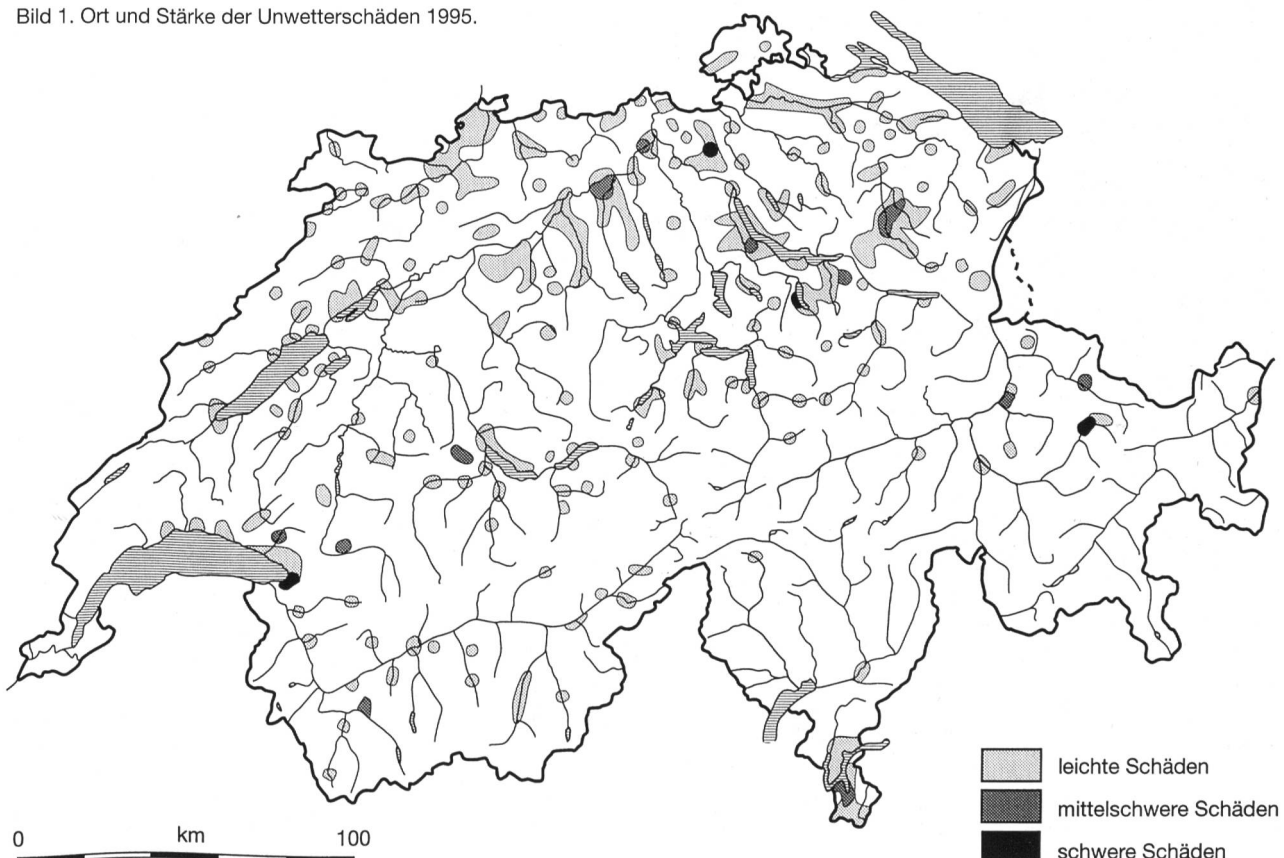 Bild 1. Ort und Stärke der Unwetterschäden 1995.
leichte Schäden
mittelschwere Schäden
schwere Schäden
0 km 100